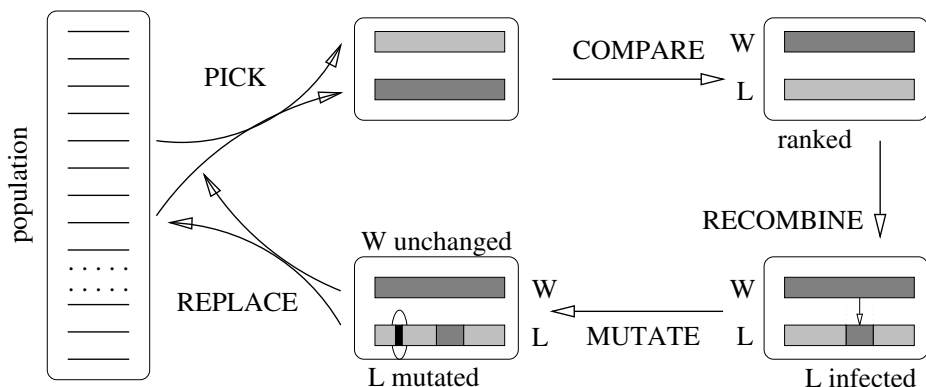 population
PICK
COMPARE
W
L
ranked
RECOMBINE
W unchanged
W
L
L mutated
REPLACE
MUTATE
W
L
L infected